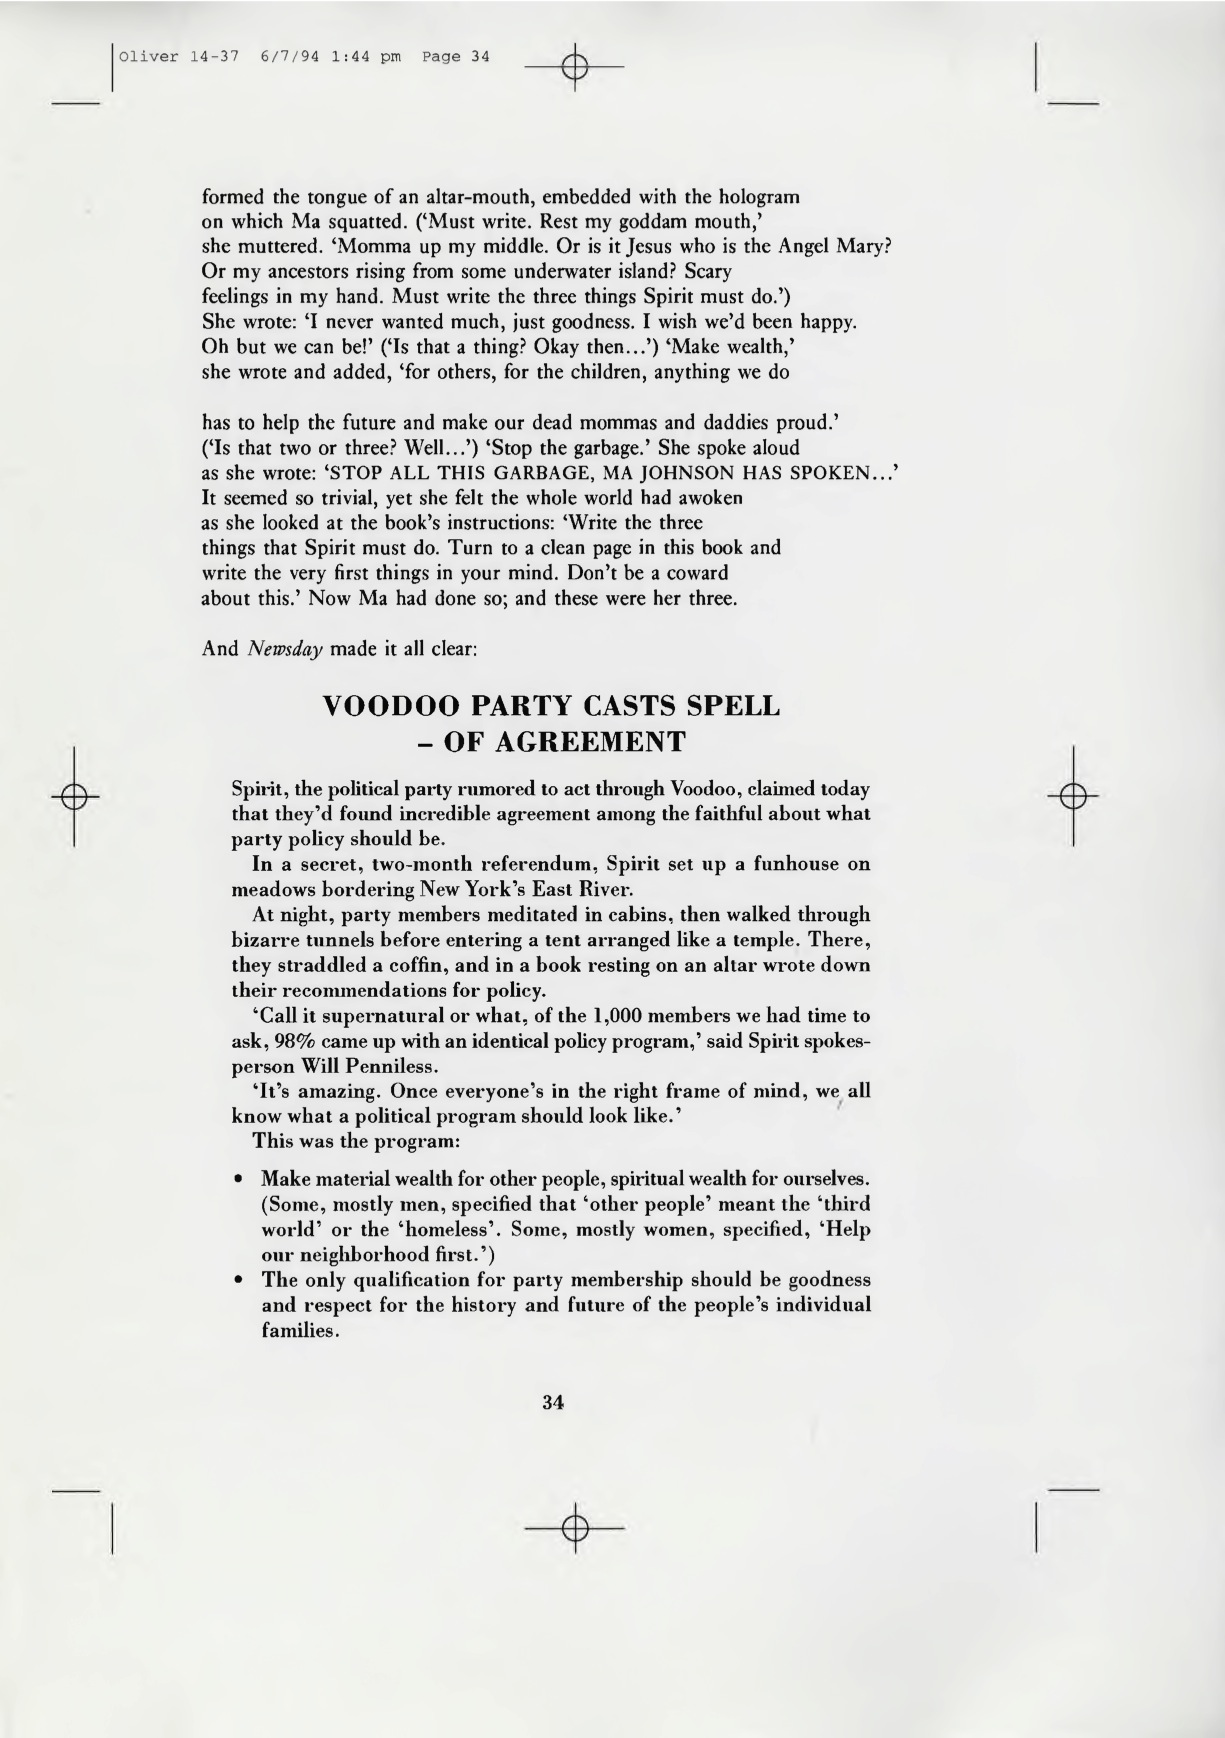 Oliver 14-37 6/7/94 1:44 pm Page 34
formed the tongue of an altar-mouth, embedded with the hologram
on which Ma squatted. (‘Must write. Rest my goddam mouth,’
she muttered. ‘Momma up my middle. Or is it Jesus who is the Angel Mary?
Or my ancestors rising from some underwater island? Scary
feelings in my hand. Must write the three things Spirit must do.’)
She wrote: ‘I never wanted much, just goodness. I wish we’d been happy.
Oh but we can be!’ (‘Is that a thing? Okay then...’) ‘Make wealth,’
she wrote and added, ‘for others, for the children, anything we do
has to help the future and make our dead mommas and daddies proud.’
(‘Is that two or three? Well...’) ‘Stop the garbage.’ She spoke aloud
as she wrote: ‘STOP ALL THIS GARBAGE, MA JOHNSON HAS SPOKEN...’
It seemed so trivial, yet she felt the whole world had awoken
as she looked at the book’s instructions: ‘Write the three
things that Spirit must do. Turn to a clean page in this book and
write the very first things in your mind. Don’t be a coward
about this.’ Now Ma had done so; and these were her three.
And Newsday made it all clear:
VOODOO PARTY CASTS SPELL
– OF AGREEMENT
Spirit, the political party rumored to act through Voodoo, claimed today
that they’d found incredible agreement among the faithful about what
party policy should be.
In a secret, two-month referendum, Spirit set up a funhouse on
meadows bordering New York’s East River.
At night, party members meditated in cabins, then walked through
bizarre tunnels before entering a tent arranged like a temple. There,
they straddled a coffin, and in a book resting on an altar wrote down
their recommendations for policy.
‘Call it supernatural or what, of the 1,000 members we had time to
ask, 98% came up with an identical policy program,’ said Spirit spokes-
person Will Penniless.
‘It’s amazing. Once everyone’s in the right frame of mind, we all
know what a political program should look like.’
This was the program:
• Make material wealth for other people, spiritual wealth for ourselves.
(Some, mostly men, specified that ‘other people’ meant the ‘third
world’ or the ‘homeless’. Some, mostly women, specified, ‘Help
our neighborhood first.’)
• The only qualification for party membership should be goodness
and respect for the history and future of the people’s individual
families.
34